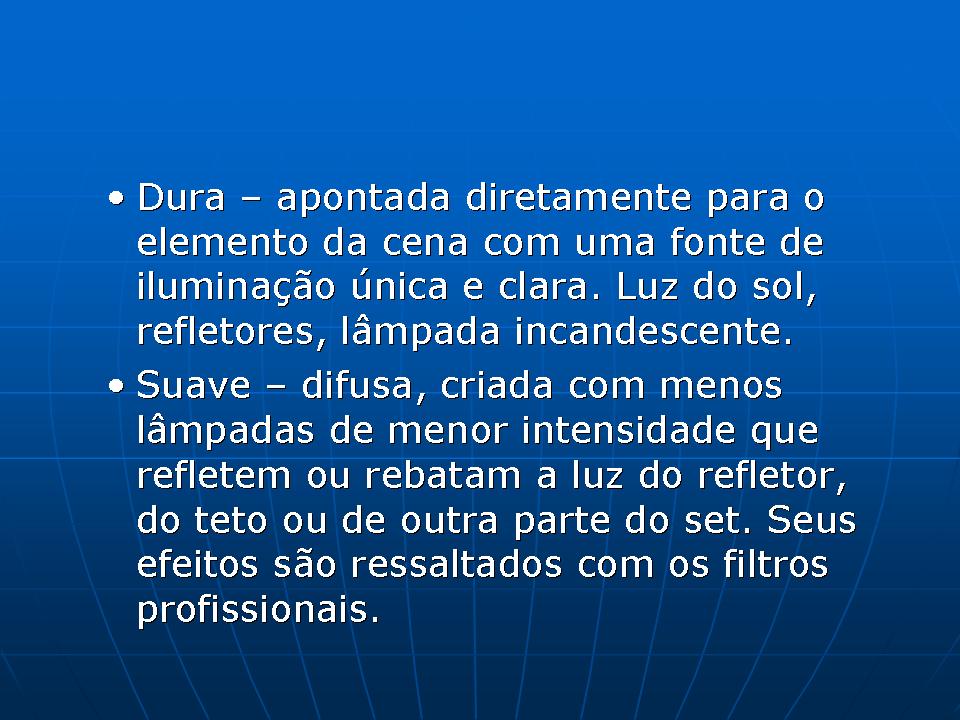 • Dura – apontada diretamente para o
elemento da cena com uma fonte de
iluminação única e clara. Luz do sol,
refletores, lâmpada incandescente.
• Suave – difusa, criada com menos
lâmpadas de menor intensidade que
refletem ou rebatam a luz do refletor,
do teto ou de outra parte do set. Seus
efeitos são ressaltados com os filtros
profissionais.